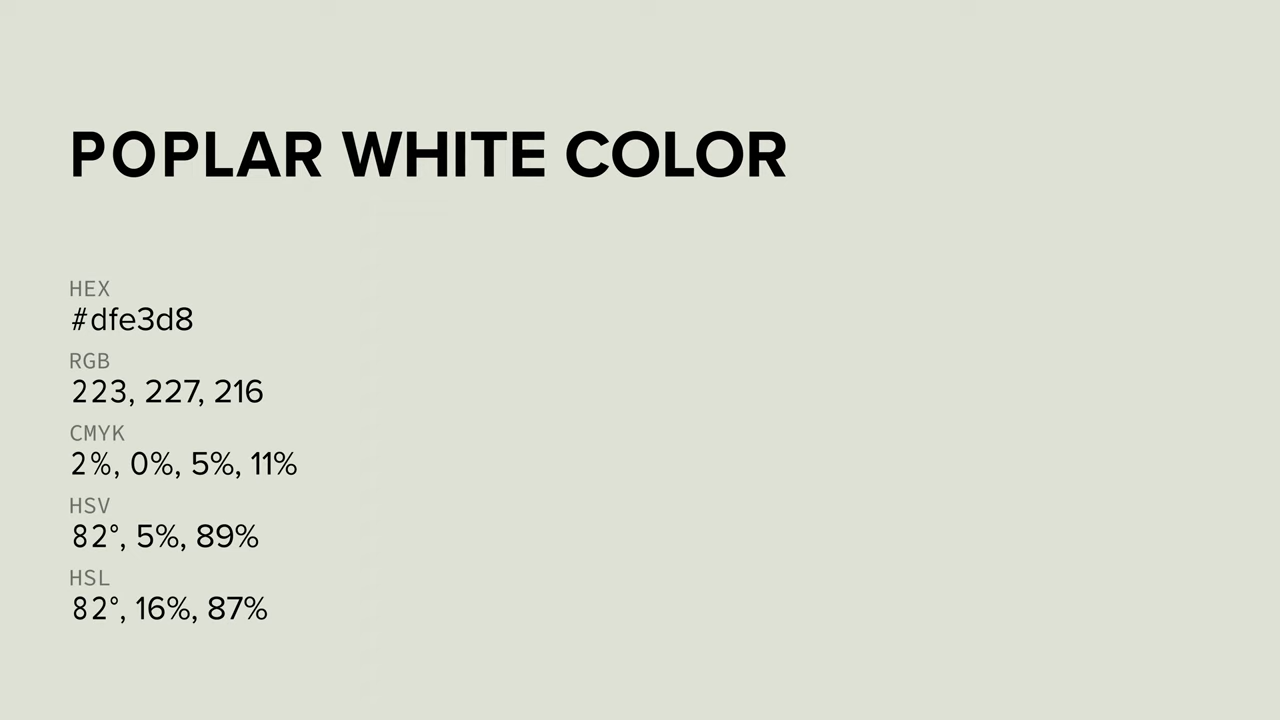 POPLAR WHITE COLOR
HEX
#dfe3d8
RGB
223, 227, 216
CMYK
2%, 0%, 5%, 11%
HSV
82°, 5%, 89%
HSL
82°, 16%, 87%